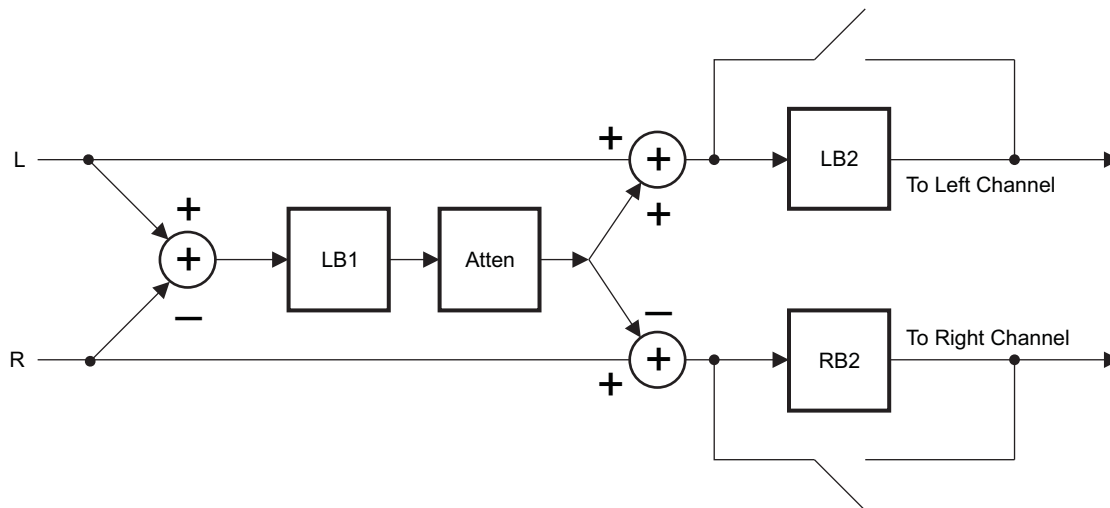 +
L
+
LB2
+
To Left Channel
+
+
LB1
Atten
−
−
To Right Channel
R
+
RB2
+